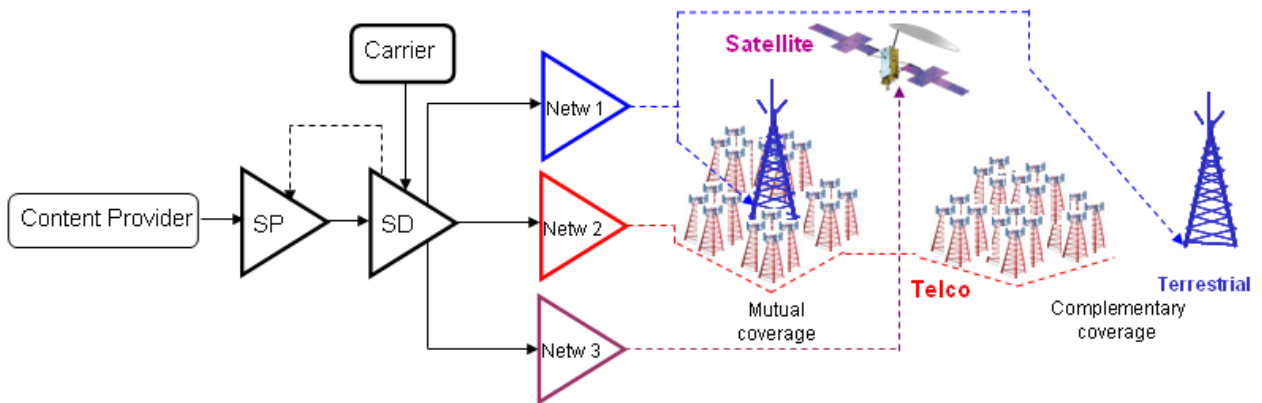 Carrier
Satellite
Netw 1
Content Provider
SP
SD
Netw 2
Telco
Terrestrial
Mutual
coverage
Complementary
coverage
Netw 3